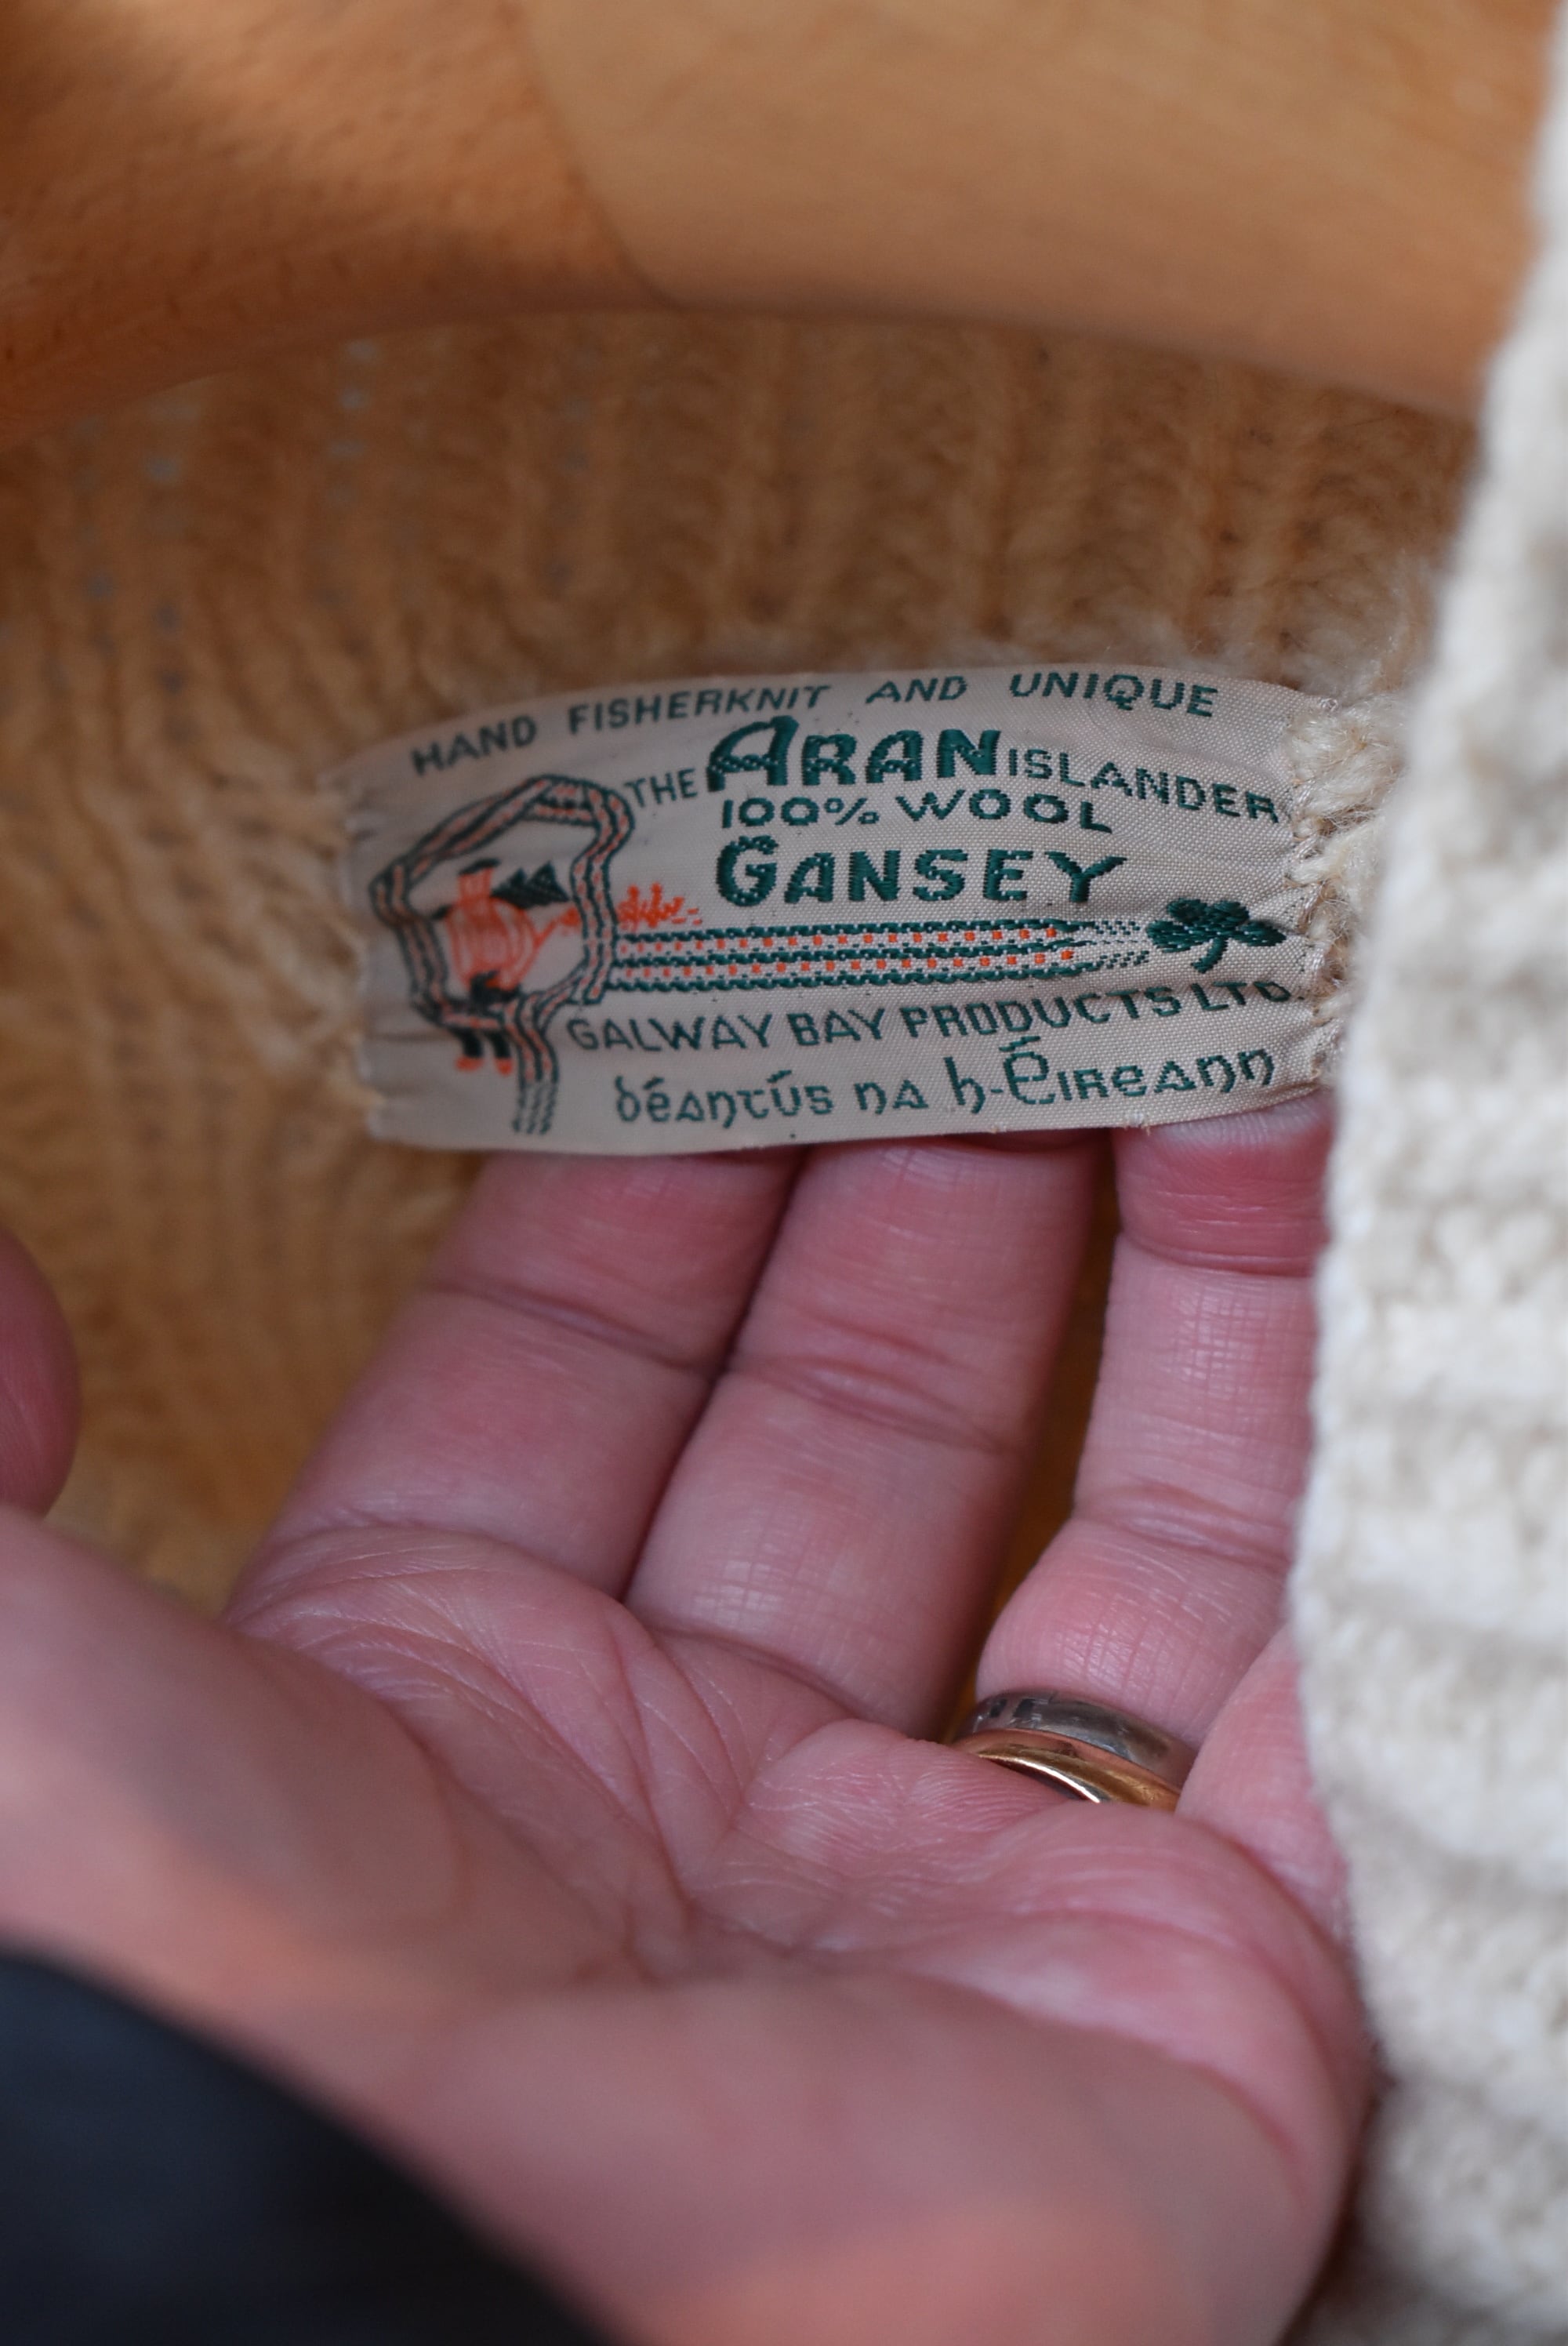 HAND FISHERKNIT AND UNIQUE
THE ARAN ISLANDER
100% WOOL
GANSEY
GALWAY BAY PRODUCTS LTD.
déantús na h-Éireann